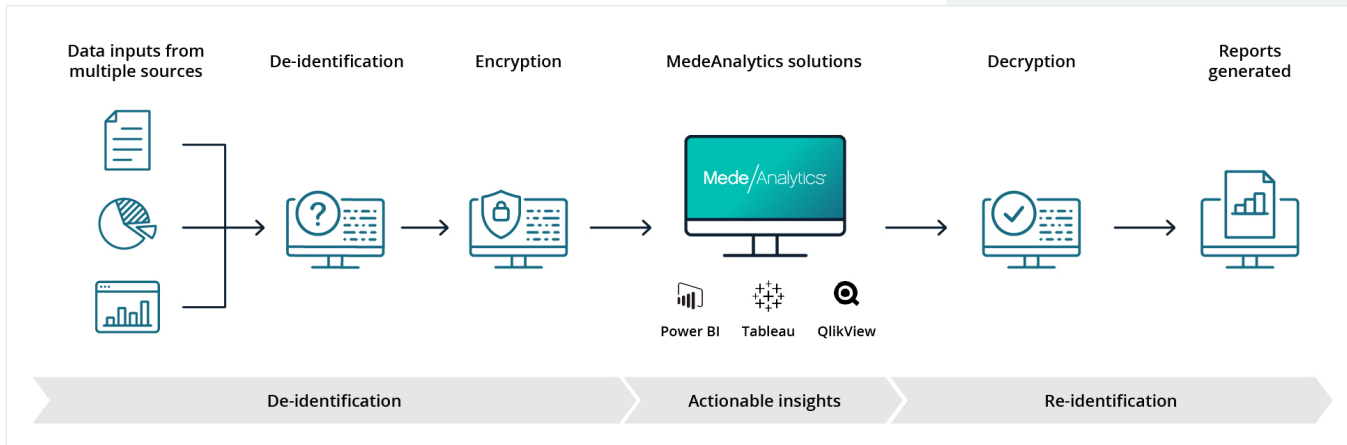 Data inputs from
multiple sources
De-identification
Encryption
MedeAnalytics solutions
Decryption
Reports
generated
?
Mede/Analytics
Power BI
Tableau
QlikView
De-identification
Actionable insights
Re-identification